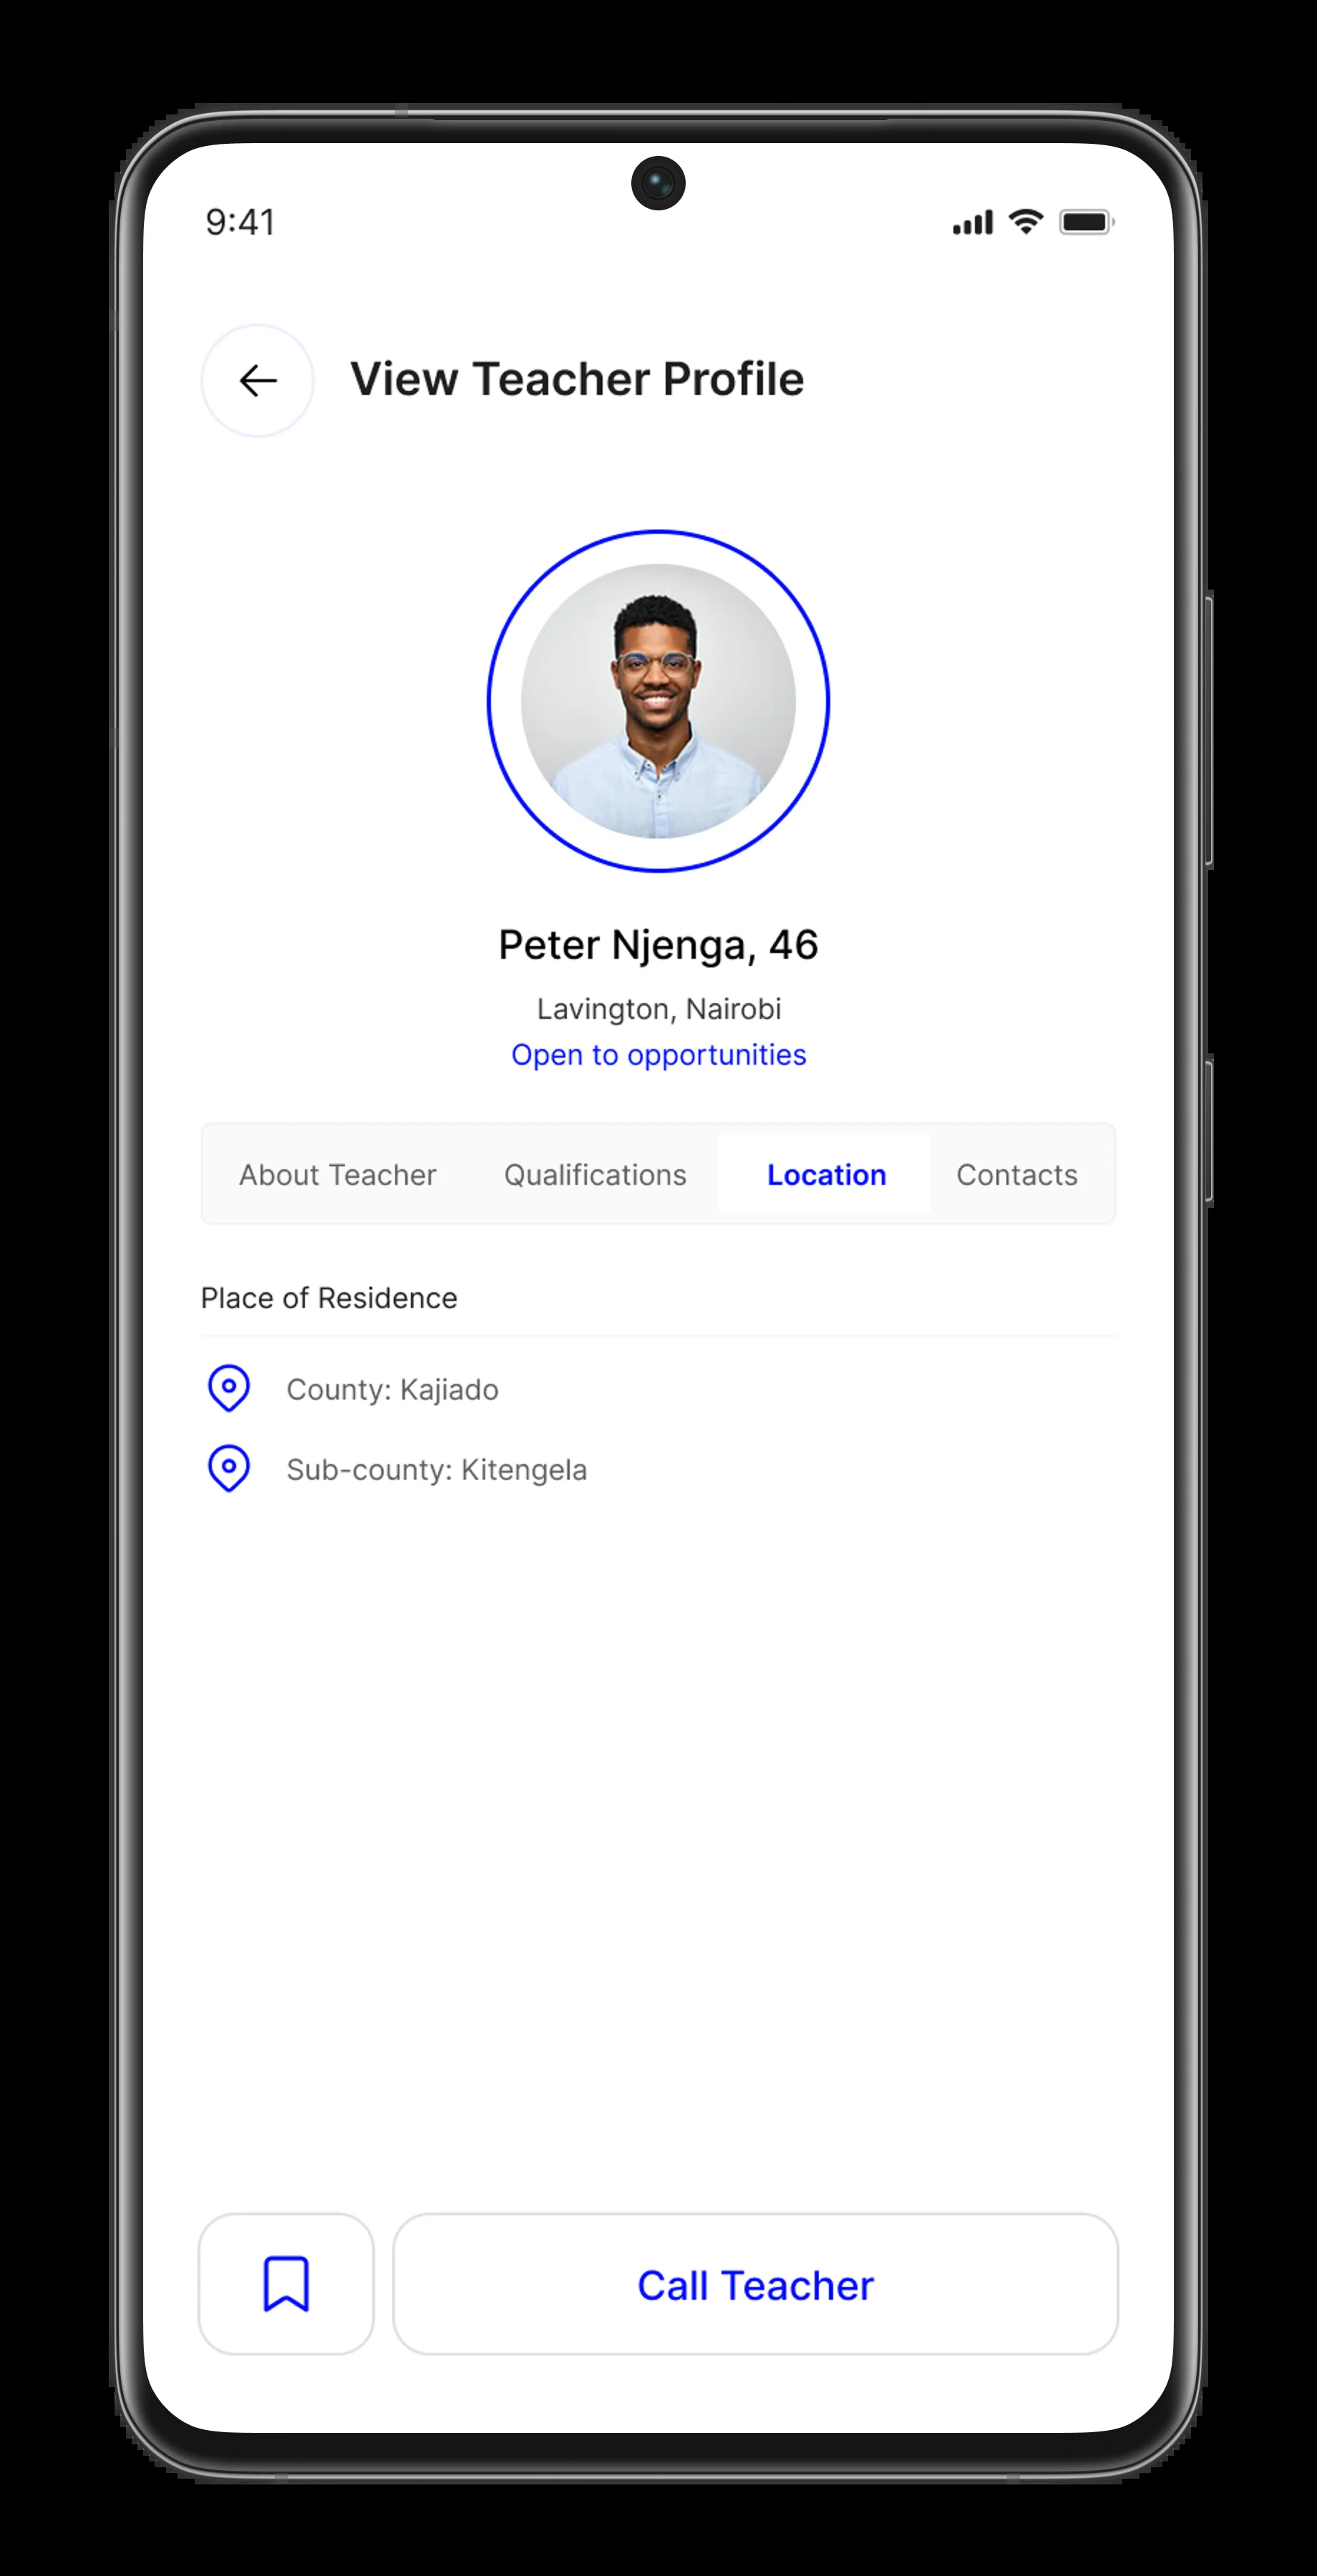 9:41
View Teacher Profile
Peter Njenga, 46
Lavington, Nairobi
Open to opportunities
About Teacher Qualifications Location Contacts
Place of Residence
County: Kajiado
Sub-county: Kitengela
Call Teacher